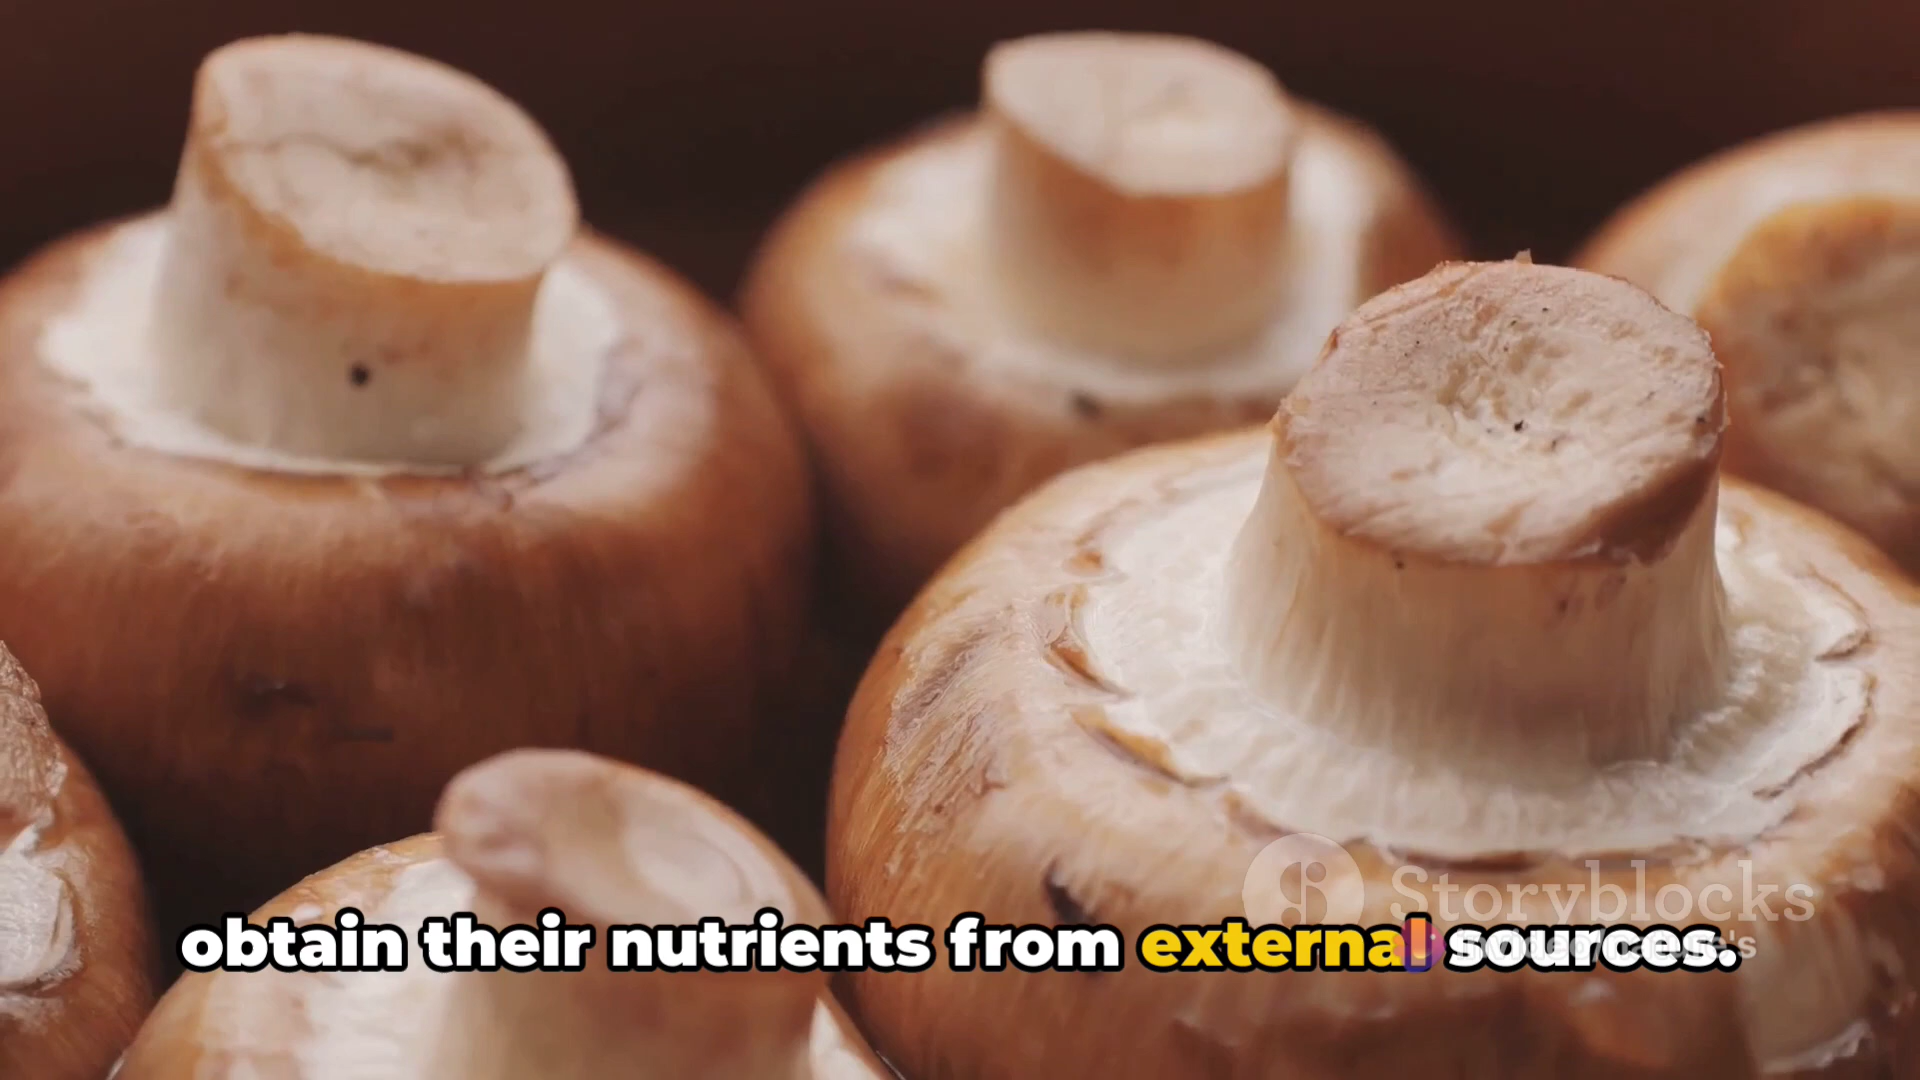 Storyblocks
obtain their nutrients from external sources.